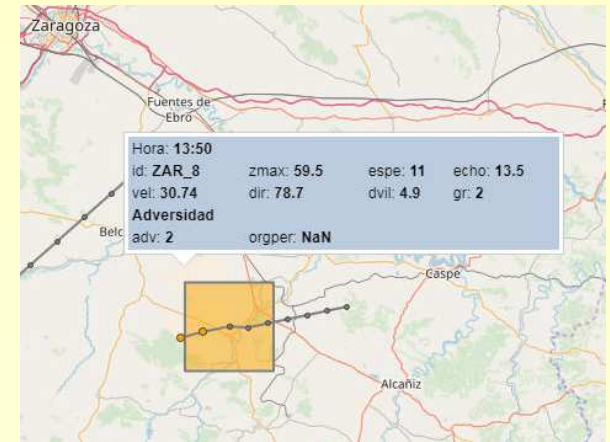 Zaragoza
Fuentes de
Ebro
Hora: 13:50
id: ZAR_8 zmax: 59.5 espe: 11 echo: 13.5
vel: 30.74 dir: 78.7 dvil: 4.9 gr: 2
Adversidad
adv: 2 orgper: NaN
Belc
Caspe
Alcañiz